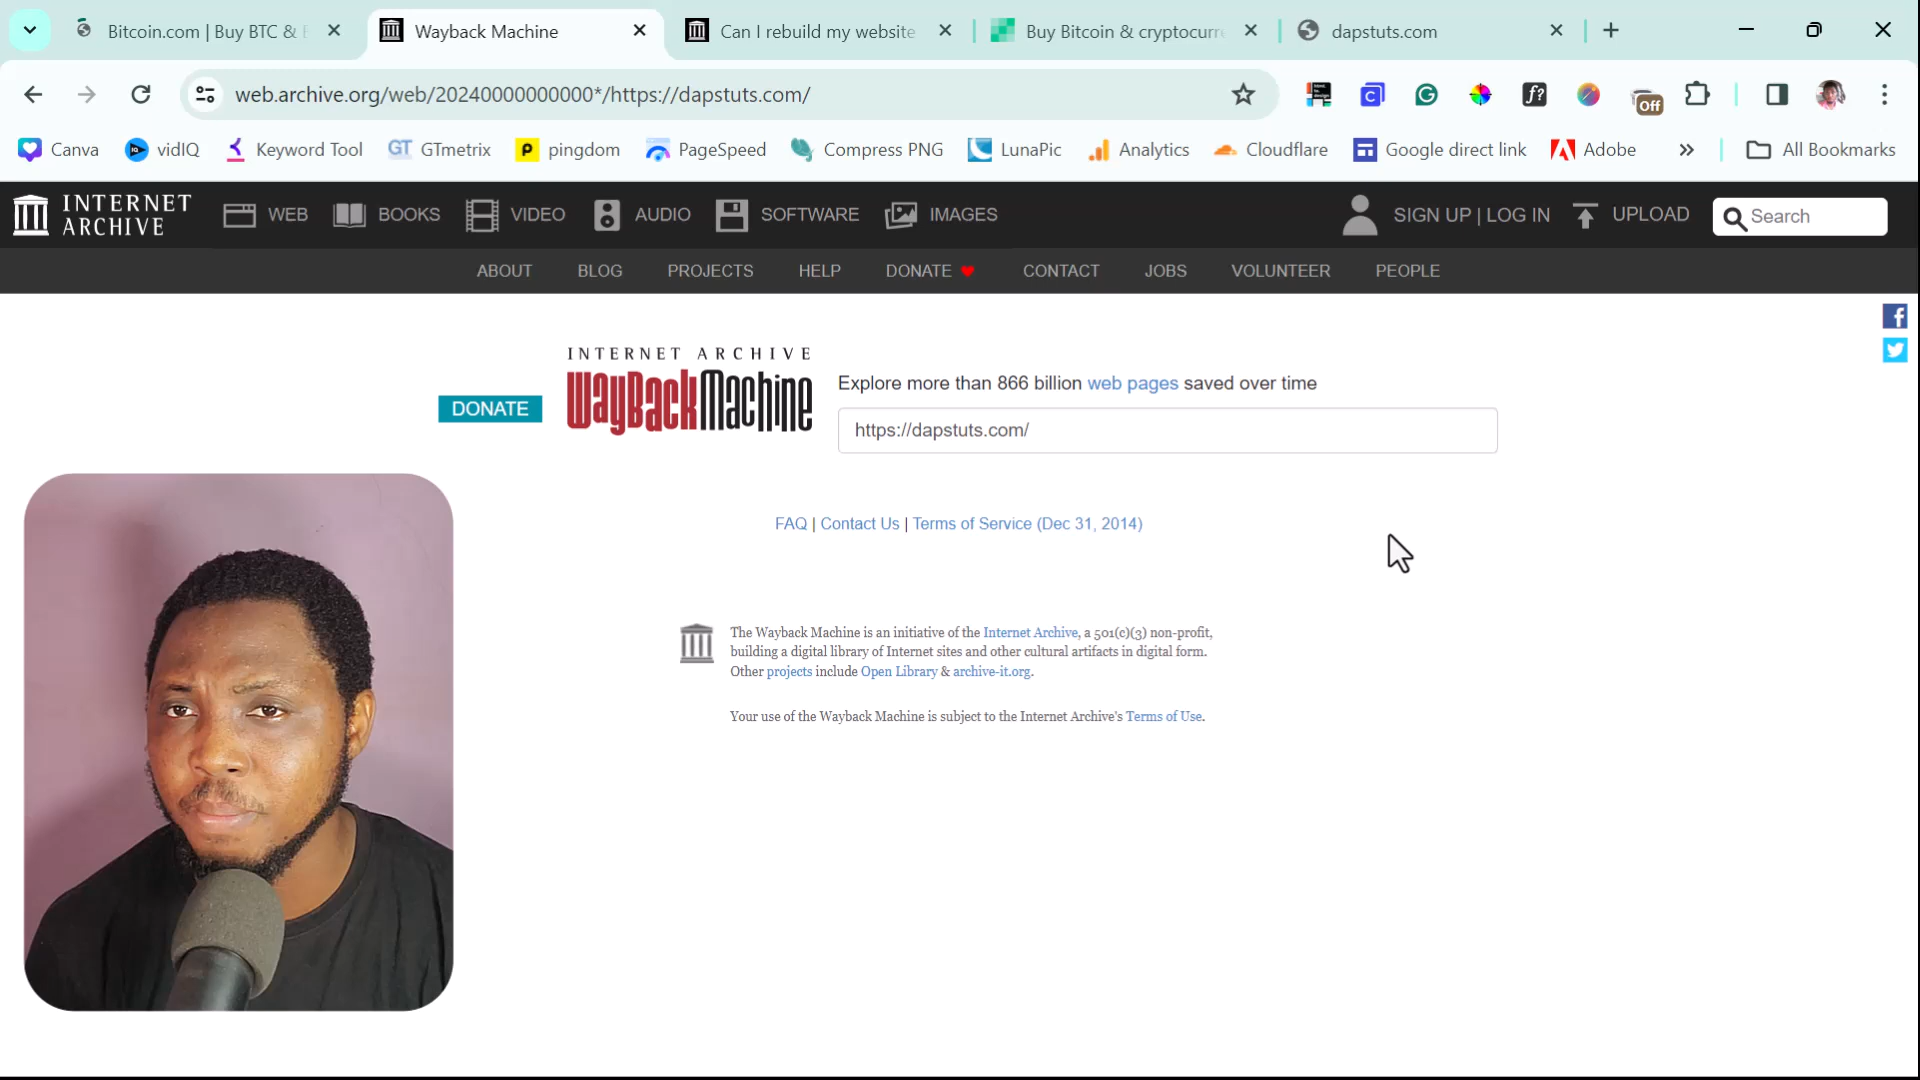 Bitcoin.com | Buy BTC &
Wayback Machine
Can I rebuild my website
Buy Bitcoin & cryptocurr
dapstuts.com
web.archive.org/web/20240000000000*/https://dapstuts.com/
Off
Canva
vidIQ
Keyword Tool
GT GTmetrix
pingdom
PageSpeed
Compress PNG
LunaPic
Analytics
Cloudflare
Google direct link
Adobe
All Bookmarks
INTERNET
ARCHIVE
WEB
BOOKS
VIDEO
AUDIO
SOFTWARE
IMAGES
SIGN UP | LOG IN
UPLOAD
Search
ABOUT
BLOG
PROJECTS
HELP
DONATE
CONTACT
JOBS
VOLUNTEER
PEOPLE
DONATE
INTERNET ARCHIVE
WayBackMachine
Explore more than 866 billion web pages saved over time
https://dapstuts.com/
FAQ | Contact Us | Terms of Service (Dec 31, 2014)
The Wayback Machine is an initiative of the Internet Archive, a 501(c)(3) non-profit,
building a digital library of Internet sites and other cultural artifacts in digital form.
Other projects include Open Library & archive-it.org.
Your use of the Wayback Machine is subject to the Internet Archive's Terms of Use.